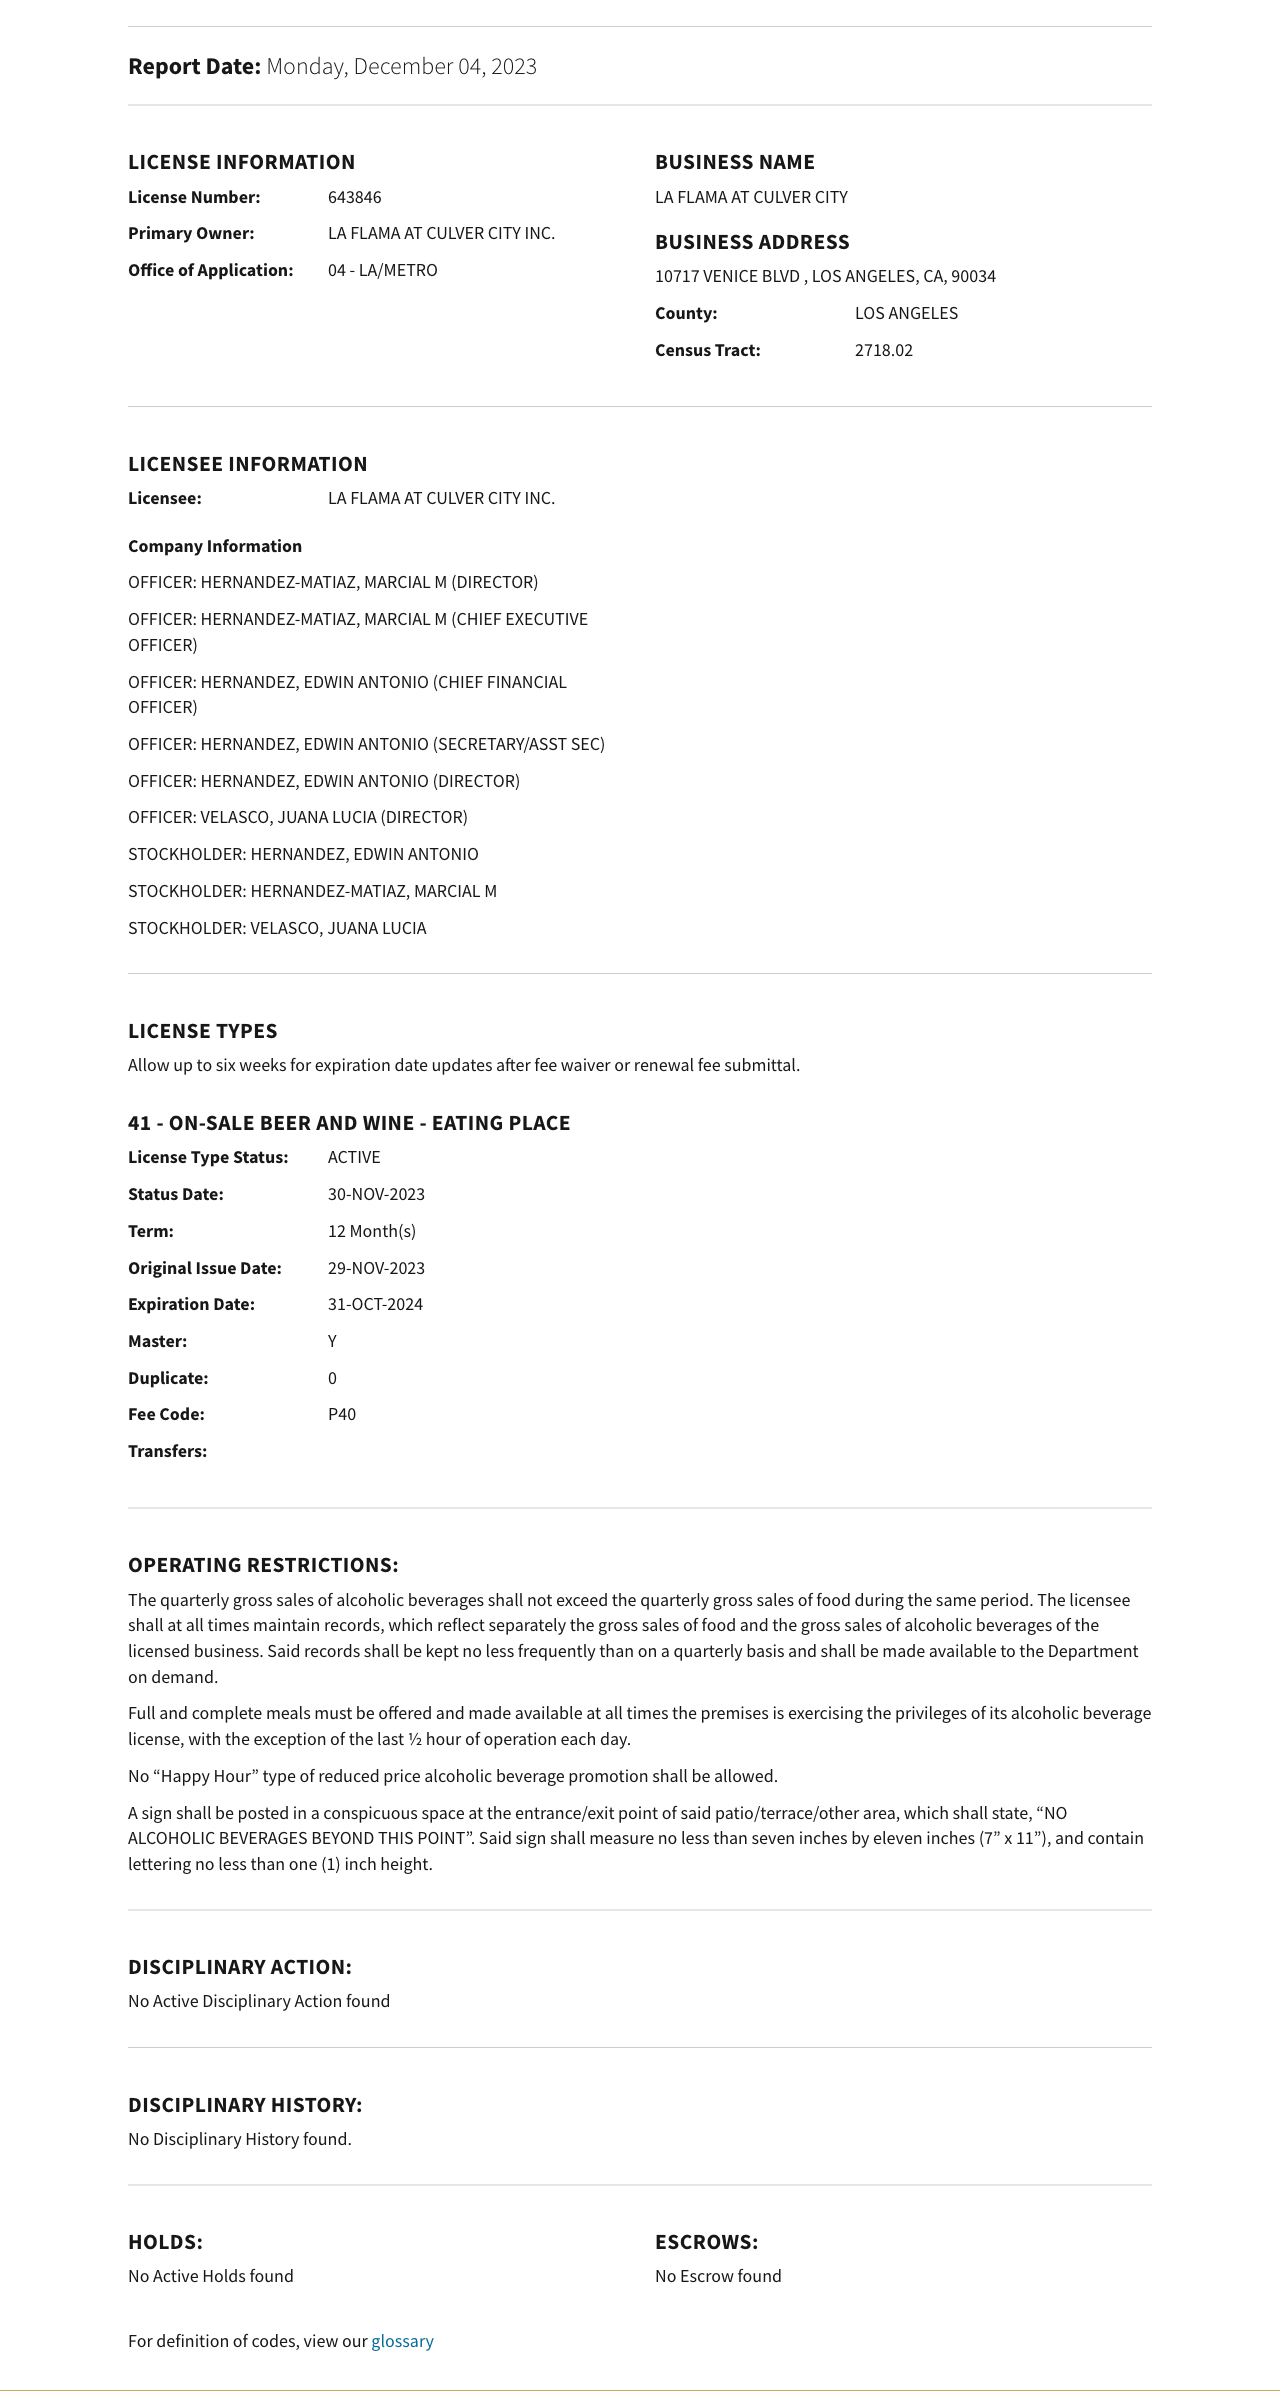 Report Date: Monday, December 04, 2023
LICENSE INFORMATION
License Number: 643846
Primary Owner: LA FLAMA AT CULVER CITY INC.
Office of Application: 04 - LA/METRO
BUSINESS NAME
LA FLAMA AT CULVER CITY
BUSINESS ADDRESS
10717 VENICE BLVD , LOS ANGELES, CA, 90034
County: LOS ANGELES
Census Tract: 2718.02
LICENSEE INFORMATION
Licensee: LA FLAMA AT CULVER CITY INC.
Company Information
OFFICER: HERNANDEZ-MATIAZ, MARCIAL M (DIRECTOR)
OFFICER: HERNANDEZ-MATIAZ, MARCIAL M (CHIEF EXECUTIVE
OFFICER)
OFFICER: HERNANDEZ, EDWIN ANTONIO (CHIEF FINANCIAL
OFFICER)
OFFICER: HERNANDEZ, EDWIN ANTONIO (SECRETARY/ASST SEC)
OFFICER: HERNANDEZ, EDWIN ANTONIO (DIRECTOR)
OFFICER: VELASCO, JUANA LUCIA (DIRECTOR)
STOCKHOLDER: HERNANDEZ, EDWIN ANTONIO
STOCKHOLDER: HERNANDEZ-MATIAZ, MARCIAL M
STOCKHOLDER: VELASCO, JUANA LUCIA
LICENSE TYPES
Allow up to six weeks for expiration date updates after fee waiver or renewal fee submittal.
41 - ON-SALE BEER AND WINE - EATING PLACE
License Type Status: ACTIVE
Status Date: 30-NOV-2023
Term: 12 Month(s)
Original Issue Date: 29-NOV-2023
Expiration Date: 31-OCT-2024
Master: Y
Duplicate: 0
Fee Code: P40
Transfers:
OPERATING RESTRICTIONS:
The quarterly gross sales of alcoholic beverages shall not exceed the quarterly gross sales of food during the same period. The licensee
shall at all times maintain records, which reflect separately the gross sales of food and the gross sales of alcoholic beverages of the
licensed business. Said records shall be kept no less frequently than on a quarterly basis and shall be made available to the Department
on demand.
Full and complete meals must be offered and made available at all times the premises is exercising the privileges of its alcoholic beverage
license, with the exception of the last ½ hour of operation each day.
No “Happy Hour” type of reduced price alcoholic beverage promotion shall be allowed.
A sign shall be posted in a conspicuous space at the entrance/exit point of said patio/terrace/other area, which shall state, “NO
ALCOHOLIC BEVERAGES BEYOND THIS POINT”. Said sign shall measure no less than seven inches by eleven inches (7” x 11”), and contain
lettering no less than one (1) inch height.
DISCIPLINARY ACTION:
No Active Disciplinary Action found
DISCIPLINARY HISTORY:
No Disciplinary History found.
HOLDS:
No Active Holds found
ESCROWS:
No Escrow found
For definition of codes, view our glossary